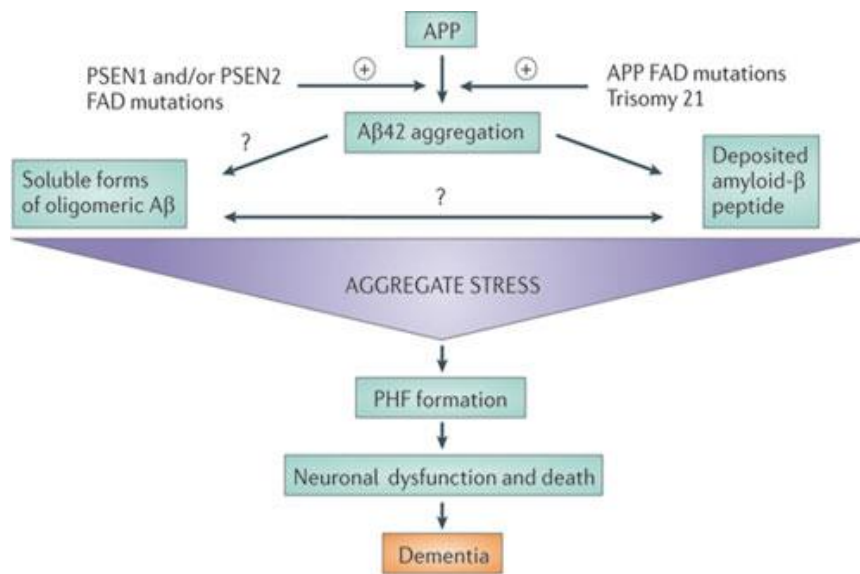 APP
PSEN1 and/or PSEN2
FAD mutations
+
+
APP FAD mutations
Trisomy 21
Aβ42 aggregation
?
Soluble forms
of oligomeric Aβ
?
Deposited
amyloid-β
peptide
AGGREGATE STRESS
PHF formation
Neuronal dysfunction and death
Dementia